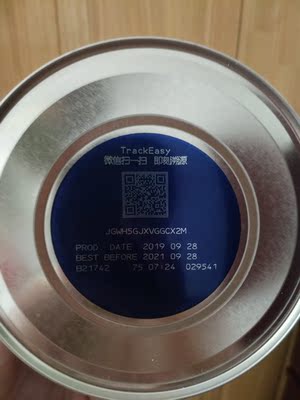 TrackEasy
微信扫一扫 即刻溯源
JGWH5GJXVGGCX2M
PROD DATE 2019 09 28
BEST BEFORE 2021 09 28
B21742 75 07:24 029541